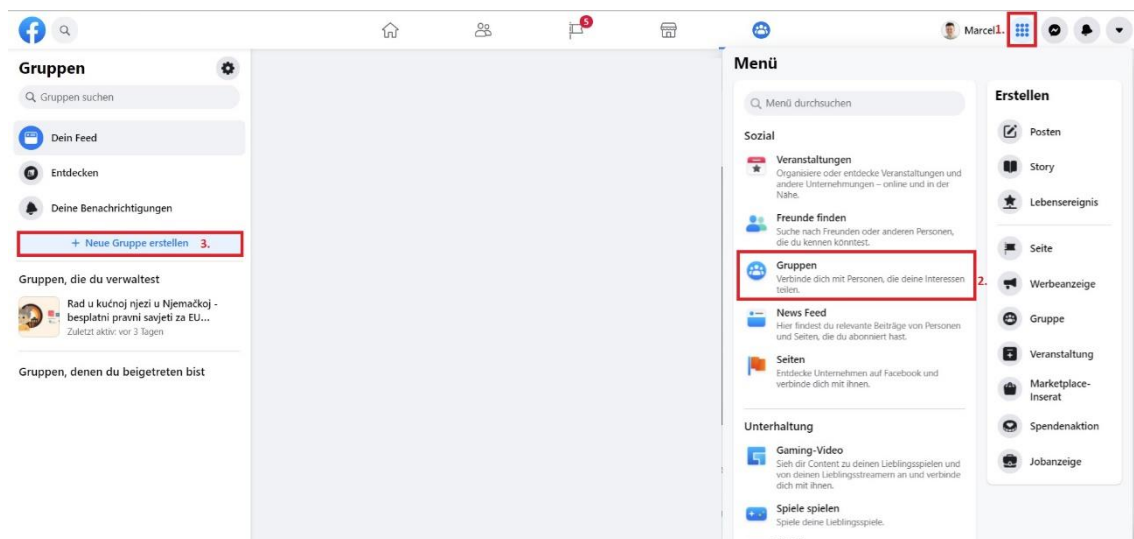 5
Marcel
1.
Gruppen
Gruppen suchen
Dein Feed
Entdecken
Deine Benachrichtigungen
+ Neue Gruppe erstellen
3.
Gruppen, die du verwaltest
Rad u kućnoj njezi u Njemačkoj -
besplatni pravni savjeti za EU...
Zuletzt aktiv: vor 3 Tagen
Gruppen, denen du beigetreten bist
Menü
Menü durchsuchen
Sozial
Veranstaltungen
Organisiere oder entdecke Veranstaltungen und
andere Unternehmungen – online und in der
Nähe.
Freunde finden
Suche nach Freunden oder anderen Personen,
die du kennen könntest.
Gruppen
Verbinde dich mit Personen, die deine Interessen
teilen.
2.
News Feed
Hier findest du relevante Beiträge von Personen
und Seiten, die du abonniert hast.
Seiten
Entdecke Unternehmen auf Facebook und
verbinde dich mit ihnen.
Unterhaltung
Gaming-Video
Sieh dir Content zu deinen Lieblingsspielen und
von deinen Lieblingsstreamern an und verbinde
dich mit ihnen.
Spiele spielen
Spiele deine Lieblingsspiele.
Erstellen
Posten
Story
Lebensereignis
Seite
Werbeanzeige
Gruppe
Veranstaltung
Marketplace-
Inserat
Spendenaktion
Jobanzeige